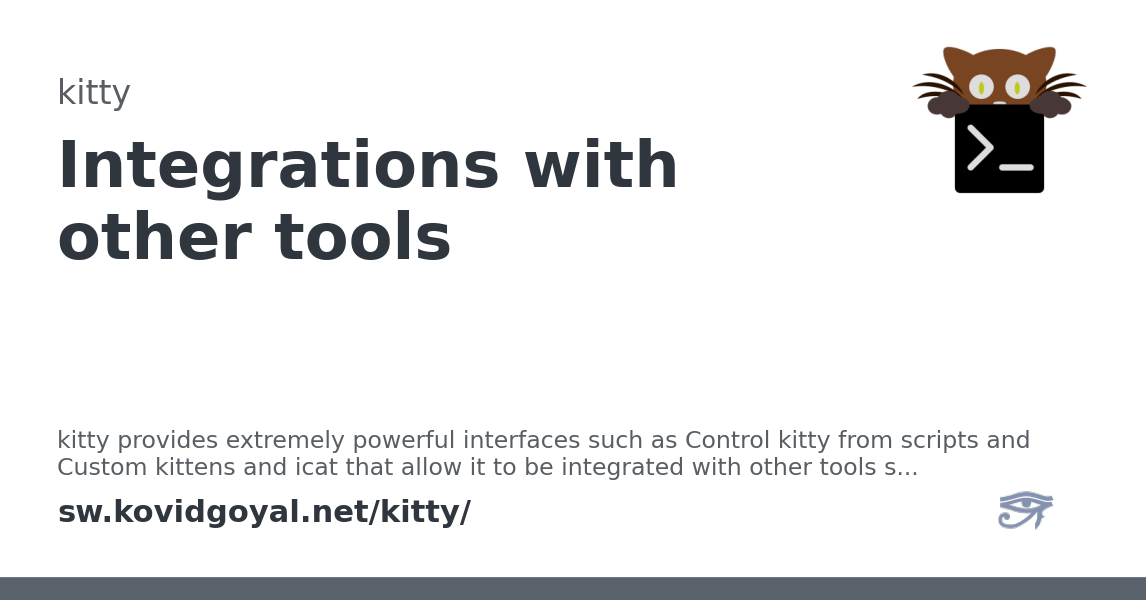 kitty
Integrations with
other tools
kitty provides extremely powerful interfaces such as Control kitty from scripts and
Custom kittens and icat that allow it to be integrated with other tools s...
sw.kovidgoyal.net/kitty/